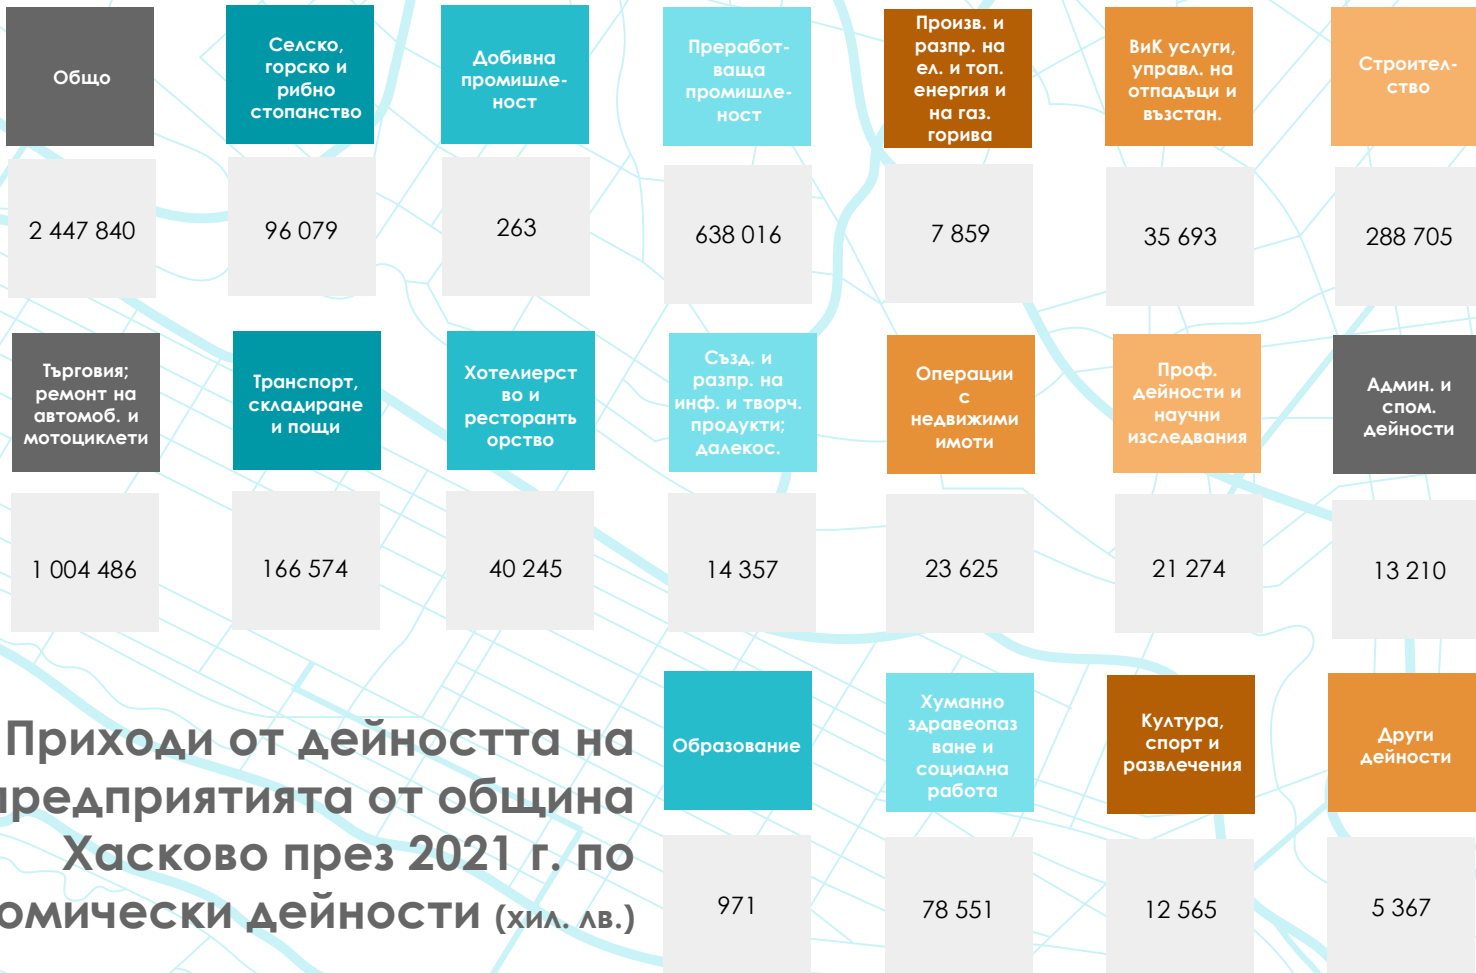 Общо
Селско,
горско и
рибно
стопанство
Добивна
промишле-
ност
Преработ-
ваща
промишле-
ност
Произв. и
разпр. на
ел. и топ.
енергия и
на газ.
горива
ВиК услуги,
управл. на
отпадъци и
възстан.
Строител-
ство
2 447 840
96 079
263
638 016
7 859
35 693
288 705
Търговия;
ремонт на
автомоб. и
мотоциклети
Транспорт,
складиране
и пощи
Хотелиерст
во и
ресторантьорство
Създ. и
разпр. на
инф. и творч.
продукти;
далекос.
Операции
с
недвижими
имоти
Проф.
дейности и
научни
изследвания
Админ. и
спом.
дейности
1 004 486
166 574
40 245
14 357
23 625
21 274
13 210
Образование
Хуманно
здравеопаз
ване и
социална
работа
Култура,
спорт и
развлечения
Други
дейности
971
78 551
12 565
5 367
Приходи от дейността на
предприятията от община
Хасково през 2021 г. по
омически дейности (хил. лв.)